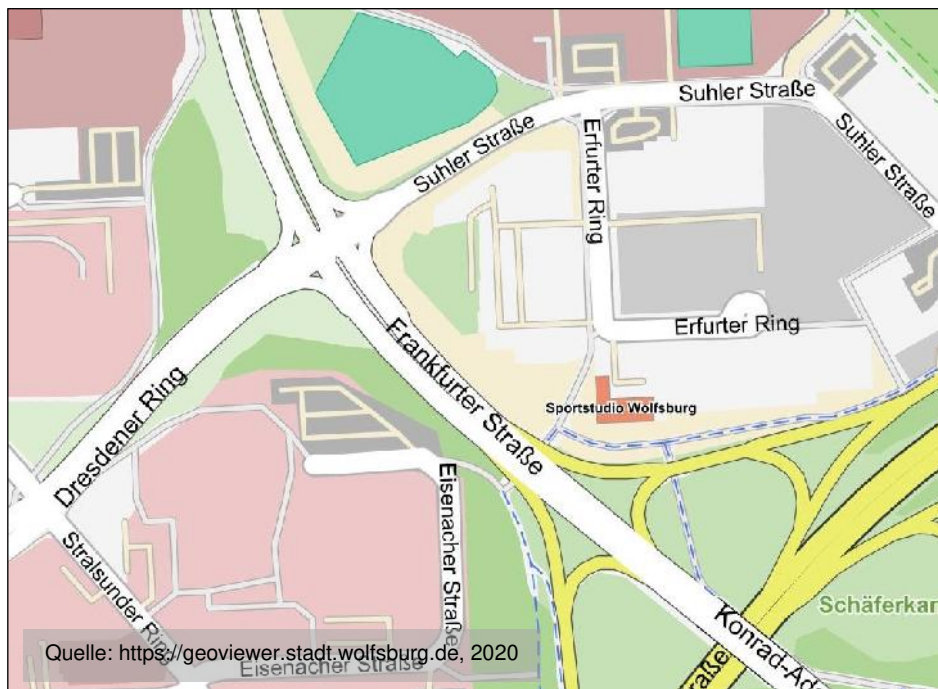 Suhler Straße
Suhler Straße
Suhler Straße
Erfurter Ring
Erfurter Ring
Frankfurter Straße
Dresdener Ring
Sportstudio Wolfsburg
Eisenacher Straße
Stralsunder Ring
Schäferkar
Konrad-Ad
raße
Eisenacher Straße
Quelle: https://geoviewer.stadt.wolfsburg.de, 2020